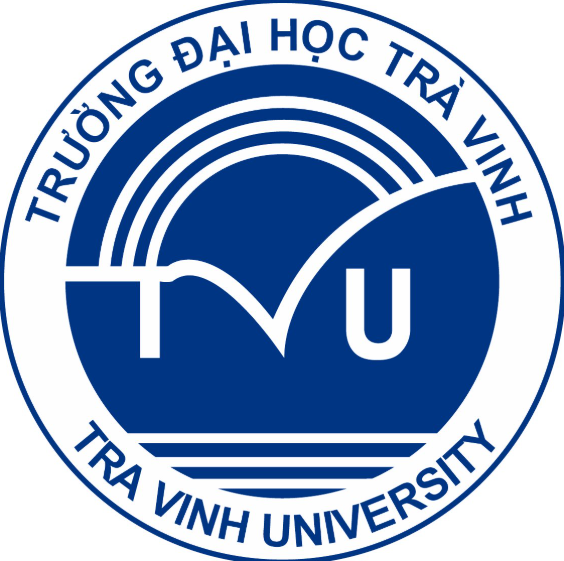 TRƯỜNG ĐẠI HỌC TRÀ VINH
TVU
TRA VINH UNIVERSITY